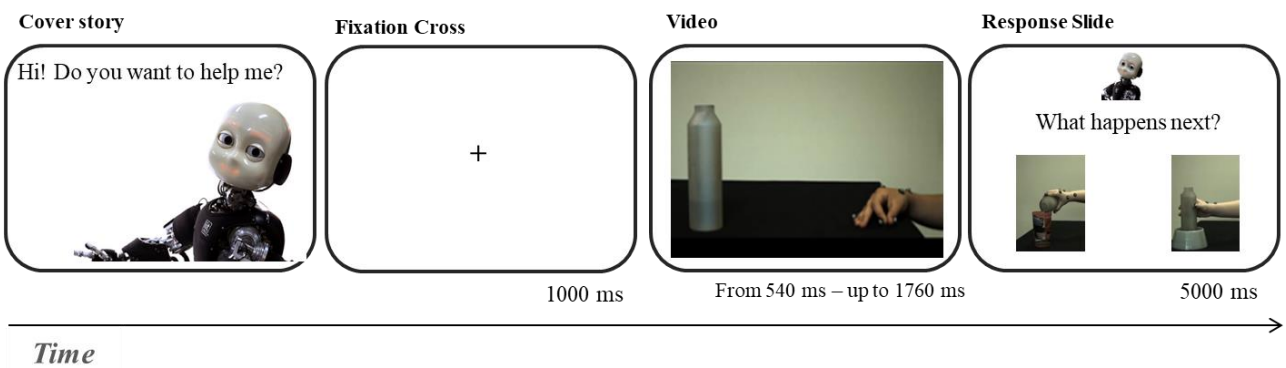 Cover story
Fixation Cross
Video
Response Slide
Hi! Do you want to help me?
+
What happens next?
1000 ms
From 540 ms – up to 1760 ms
5000 ms
Time